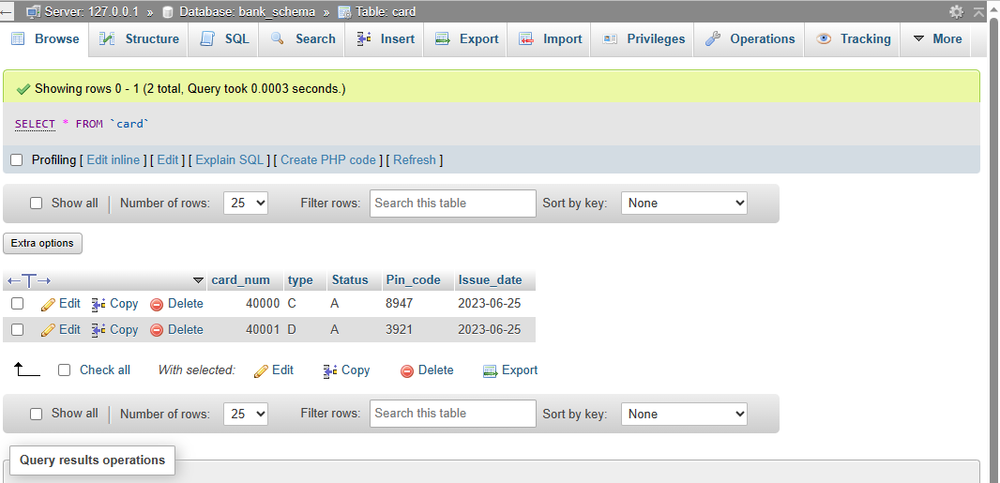 Server: 127.0.0.1 » Database: bank_schema » Table: card
Browse Structure SQL Search Insert Export Import Privileges Operations Tracking More
Showing rows 0 - 1 (2 total, Query took 0.0003 seconds.)
SELECT * FROM `card`
Profiling [ Edit inline ] [ Edit ] [ Explain SQL ] [ Create PHP code ] [ Refresh ]
Show all Number of rows: 25 Filter rows: Search this table Sort by key: None
Extra options
card_num type Status Pin_code Issue_date
Edit Copy Delete 40000 C A 8947 2023-06-25
Edit Copy Delete 40001 D A 3921 2023-06-25
Check all With selected: Edit Copy Delete Export
Show all Number of rows: 25 Filter rows: Search this table Sort by key: None
Query results operations